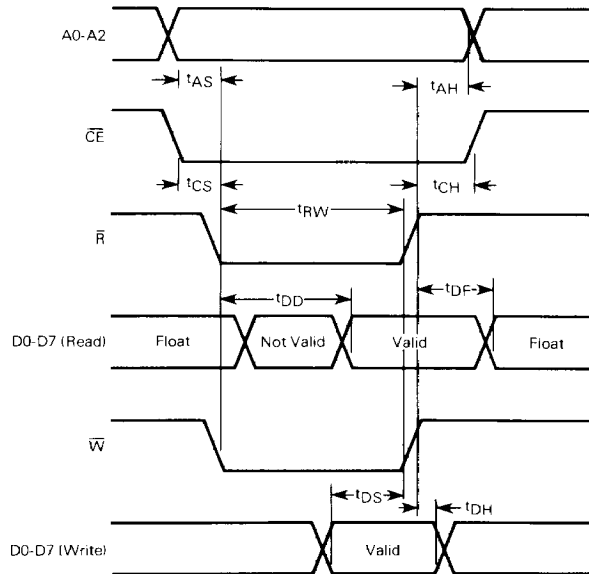 A0-A2
tAS
tAH
CE
tCS
tCH
tRW
R
tDD
tDF
D0-D7 (Read)
Float
Not Valid
Valid
Float
W
tDS
tDH
D0-D7 (Write)
Valid